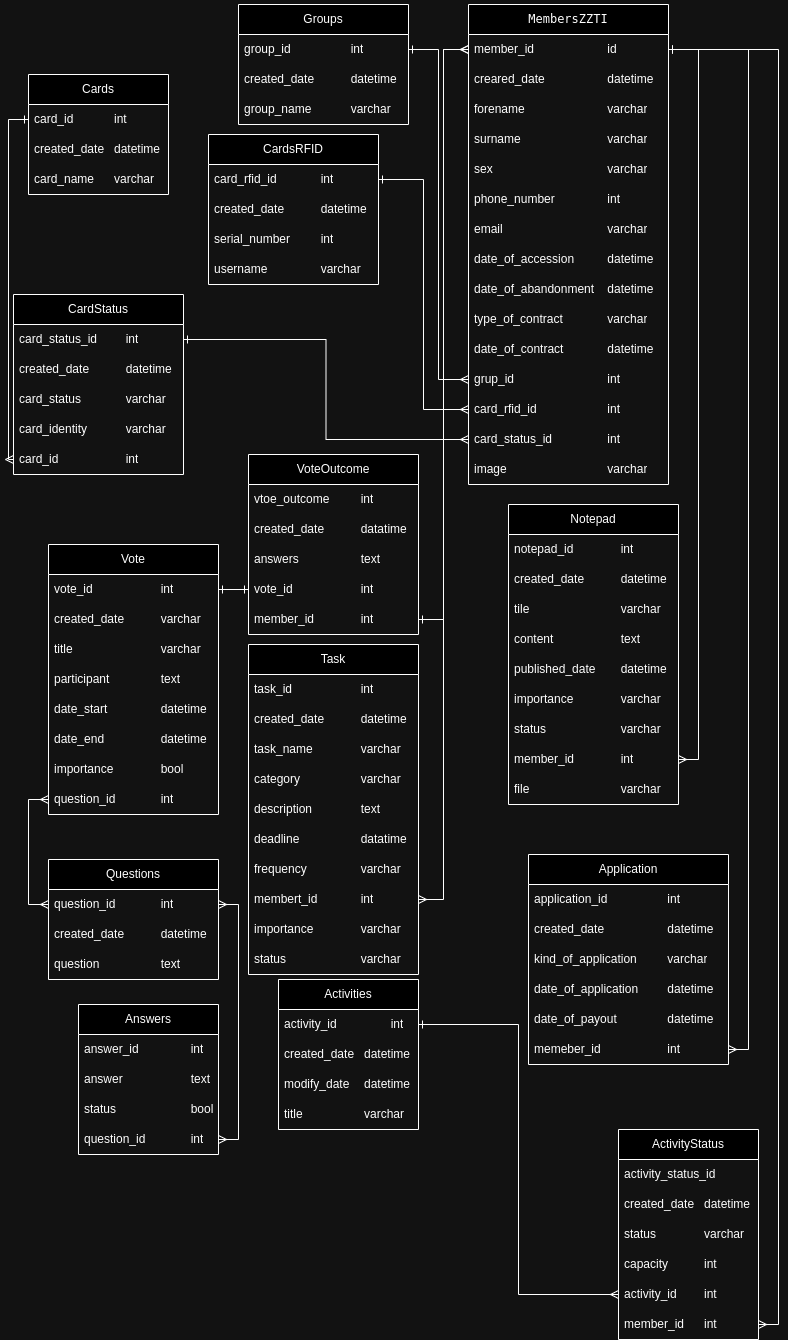 Groups
group_id int
created_date datetime
group_name varchar
MembersZZTI
member_id id
creared_date datetime
forename varchar
surname varchar
sex varchar
phone_number int
email varchar
date_of_accession datetime
date_of_abandonment datetime
type_of_contract varchar
date_of_contract datetime
grup_id int
card_rfid_id int
card_status_id int
image varchar
Cards
card_id int
created_date datetime
card_name varchar
CardsRFID
card_rfid_id int
created_date datetime
serial_number int
username varchar
CardStatus
card_status_id int
created_date datetime
card_status varchar
card_identity varchar
card_id int
VoteOutcome
vtoe_outcome int
created_date datatime
answers text
vote_id int
member_id int
Notepad
notepad_id int
created_date datetime
tile varchar
content text
published_date datetime
importance varchar
status varchar
member_id int
file varchar
Vote
vote_id int
created_date varchar
title varchar
participant text
date_start datetime
date_end datetime
importance bool
question_id int
Task
task_id int
created_date datetime
task_name varchar
category varchar
description text
deadline datatime
frequency varchar
membert_id int
importance varchar
status varchar
Questions
question_id int
created_date datetime
question text
Application
application_id int
created_date datetime
kind_of_application varchar
date_of_application datetime
date_of_payout datetime
memeber_id int
Activities
activity_id int
created_date datetime
modify_date datetime
title varchar
Answers
answer_id int
answer text
status bool
question_id int
ActivityStatus
activity_status_id
created_date datetime
status varchar
capacity int
activity_id int
member_id int